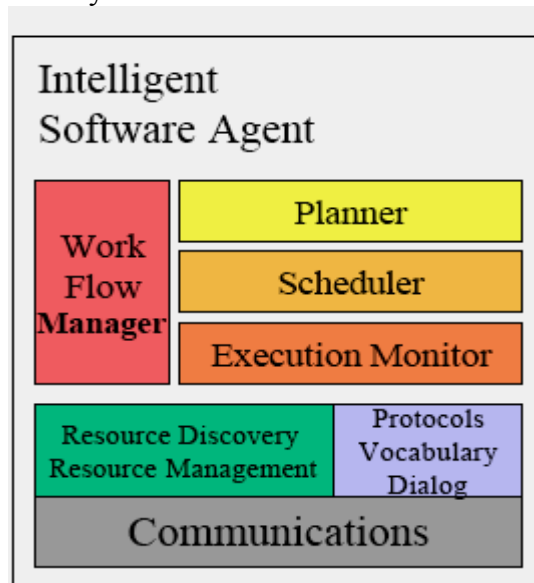 Intelligent
Software Agent
Work
Flow
Manager
Planner
Scheduler
Execution Monitor
Resource Discovery
Resource Management
Protocols
Vocabulary
Dialog
Communications